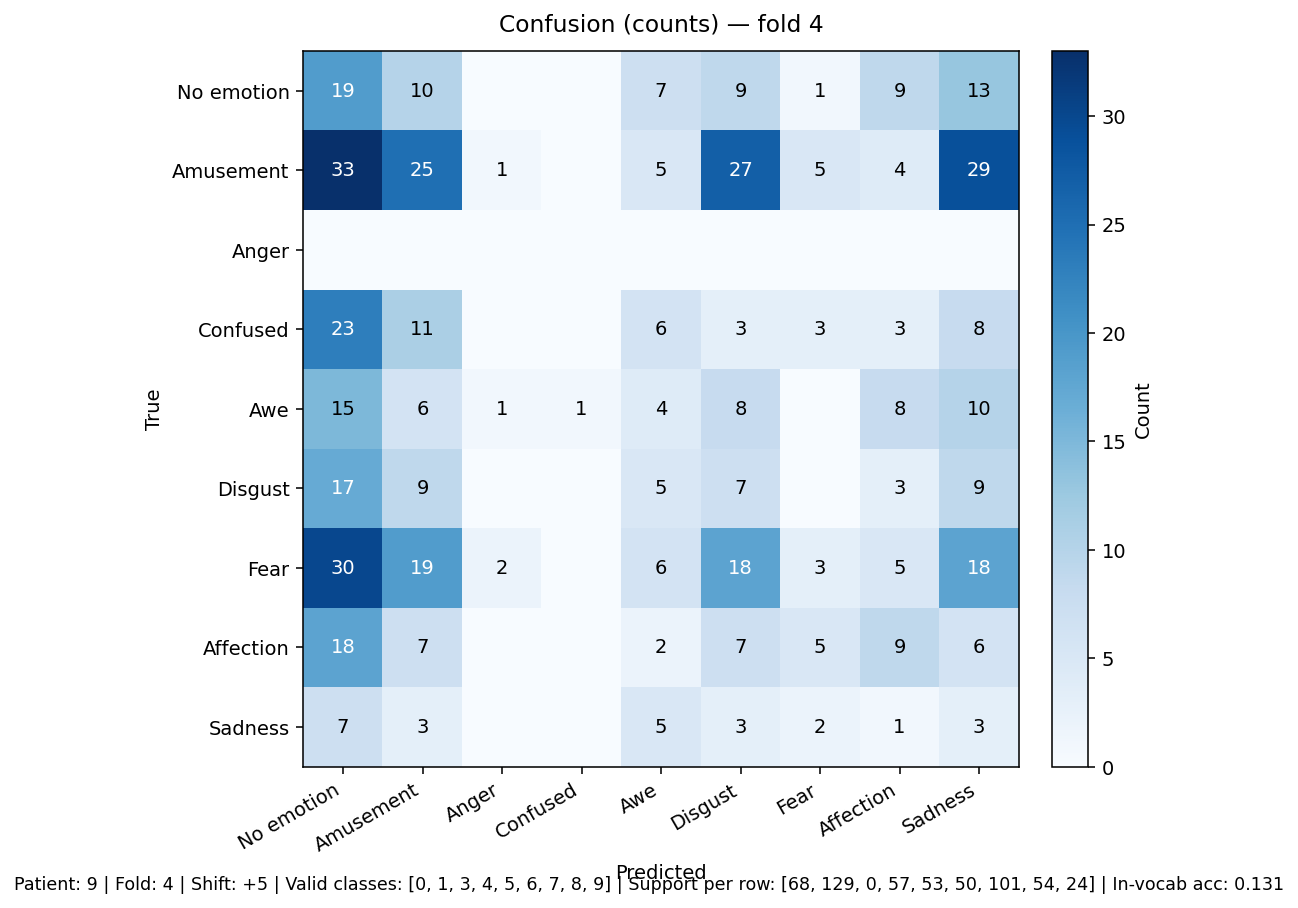 Confusion (counts) — fold 4
No emotion 19 10 7 9 1 9 13
Amusement 33 25 1 5 27 5 4 29
Anger
Confused 23 11 6 3 3 3 8
Awe 15 6 1 1 4 8 8 10
Disgust 17 9 5 7 3 9
Fear 30 19 2 6 18 3 5 18
Affection 18 7 2 7 5 9 6
Sadness 7 3 5 3 2 1 3
True
No emotion Amusement Anger Confused Awe Disgust Fear Affection Sadness
Predicted
30
25
20
15
10
5
0
Count
Patient: 9 | Fold: 4 | Shift: +5 | Valid classes: [0, 1, 3, 4, 5, 6, 7, 8, 9] | Support per row: [68, 129, 0, 57, 53, 50, 101, 54, 24] | In-vocab acc: 0.131